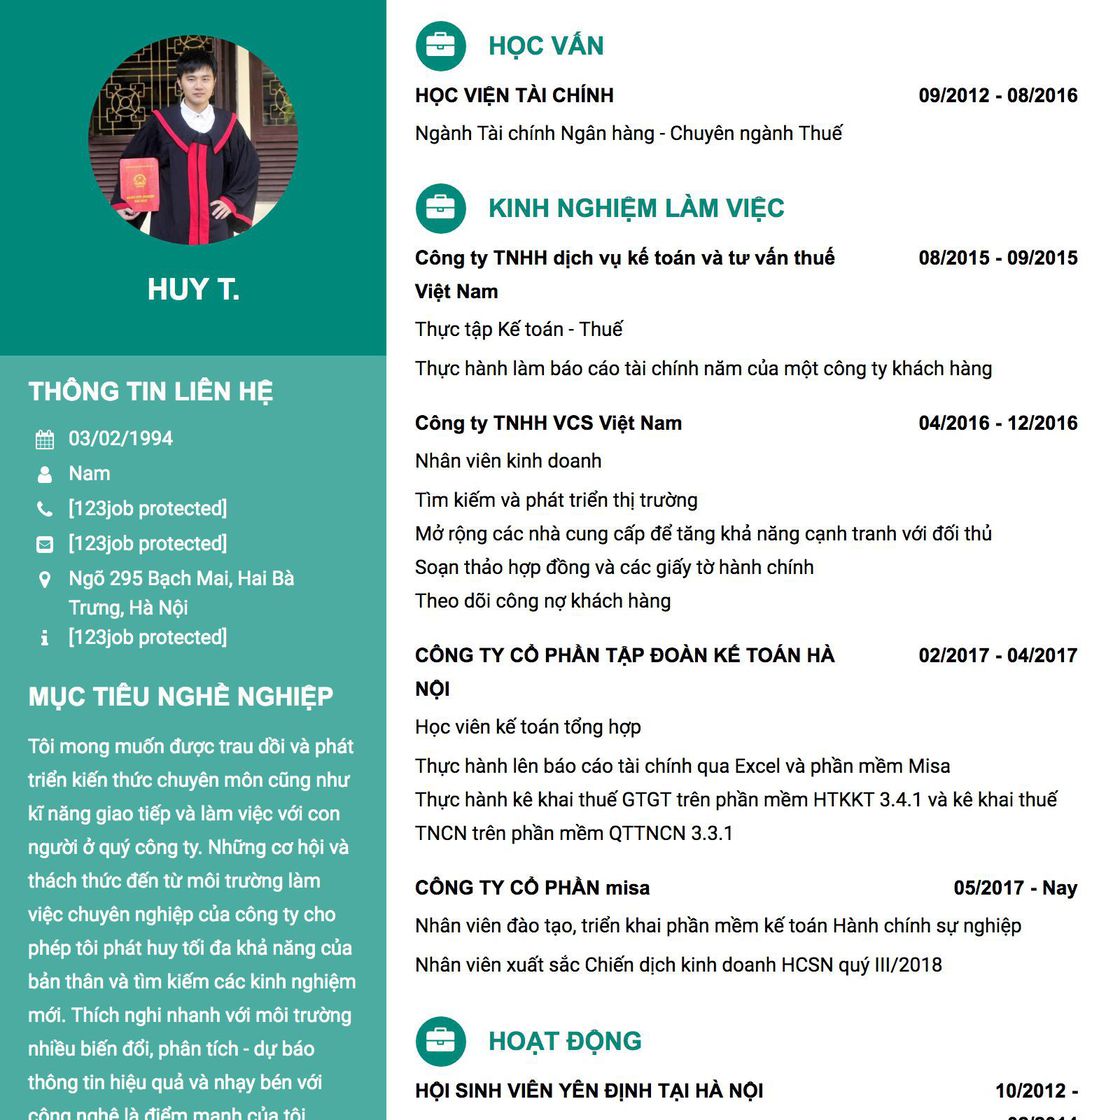 HUY T.
THÔNG TIN LIÊN HỆ
03/02/1994
Nam
[123job protected]
[123job protected]
Ngõ 295 Bạch Mai, Hai Bà
Trưng, Hà Nội
[123job protected]
MỤC TIÊU NGHỀ NGHIỆP
Tôi mong muốn được trau dồi và phát
triển kiến thức chuyên môn cũng như
kĩ năng giao tiếp và làm việc với con
người ở quý công ty. Những cơ hội và
thách thức đến từ môi trường làm
việc chuyên nghiệp của công ty cho
phép tôi phát huy tối đa khả năng của
bản thân và tìm kiếm các kinh nghiệm
mới. Thích nghi nhanh với môi trường
nhiều biến đổi, phân tích - dự báo
thông tin hiệu quả và nhạy bén với
công nghệ là điểm mạnh của tôi
HỌC VẤN
HỌC VIỆN TÀI CHÍNH 09/2012 - 08/2016
Ngành Tài chính Ngân hàng - Chuyên ngành Thuế
KINH NGHIỆM LÀM VIỆC
Công ty TNHH dịch vụ kế toán và tư vấn thuế 08/2015 - 09/2015
Việt Nam
Thực tập Kế toán - Thuế
Thực hành làm báo cáo tài chính năm của một công ty khách hàng
Công ty TNHH VCS Việt Nam 04/2016 - 12/2016
Nhân viên kinh doanh
Tìm kiếm và phát triển thị trường
Mở rộng các nhà cung cấp để tăng khả năng cạnh tranh với đối thủ
Soạn thảo hợp đồng và các giấy tờ hành chính
Theo dõi công nợ khách hàng
CÔNG TY CỔ PHẦN TẬP ĐOÀN KẾ TOÁN HÀ 02/2017 - 04/2017
NỘI
Học viên kế toán tổng hợp
Thực hành lên báo cáo tài chính qua Excel và phần mềm Misa
Thực hành kê khai thuế GTGT trên phần mềm HTKKT 3.4.1 và kê khai thuế
TNCN trên phần mềm QTTNCN 3.3.1
CÔNG TY CỔ PHẦN misa 05/2017 - Nay
Nhân viên đào tạo, triển khai phần mềm kế toán Hành chính sự nghiệp
Nhân viên xuất sắc Chiến dịch kinh doanh HCSN quý III/2018
HOẠT ĐỘNG
HỘI SINH VIÊN YÊN ĐỊNH TẠI HÀ NỘI 10/2012 -